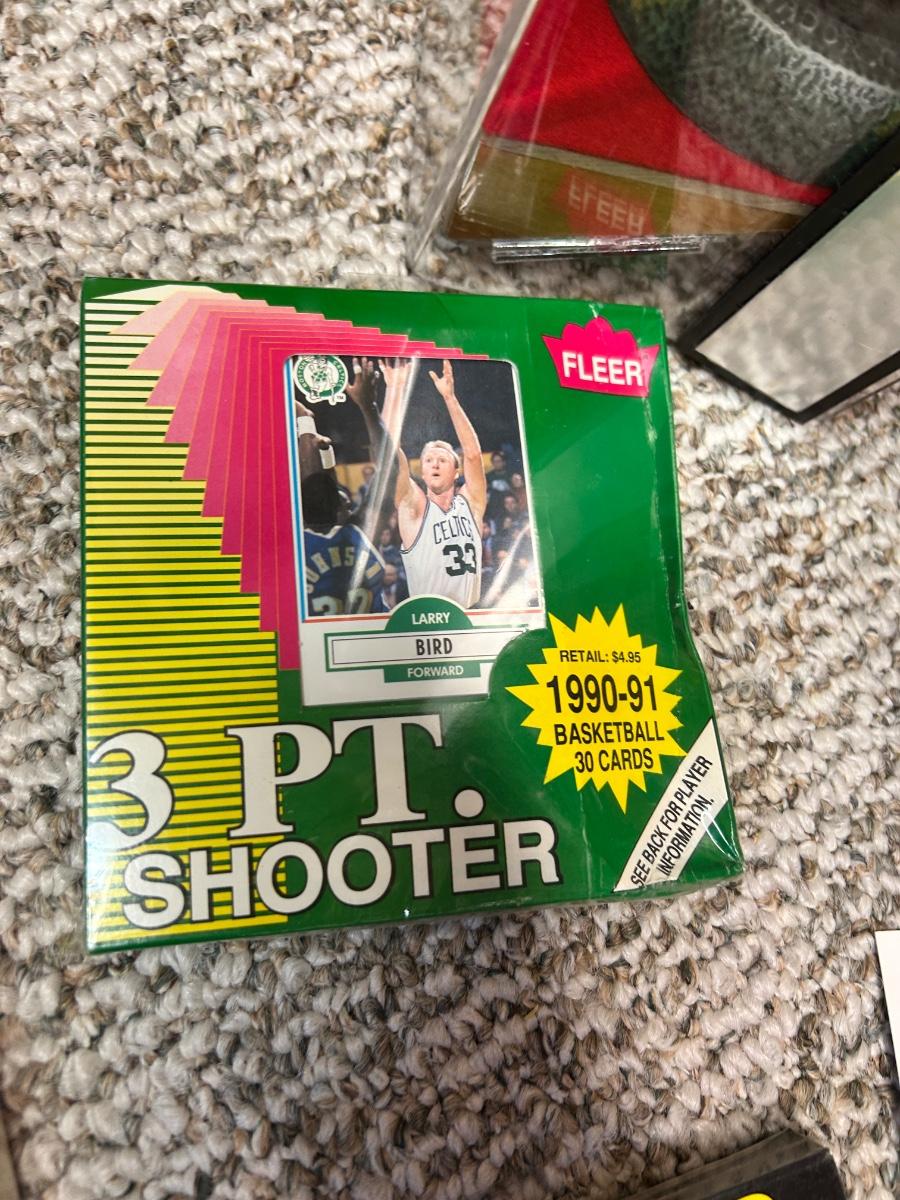 FLEER
FLEER
CELTICS
33
JOHNSON
LARRY
BIRD
FORWARD
RETAIL: $4.95
1990-91
BASKETBALL
30 CARDS
3 PT.
SHOOTER
SEE BACK FOR PLAYER
INFORMATION.